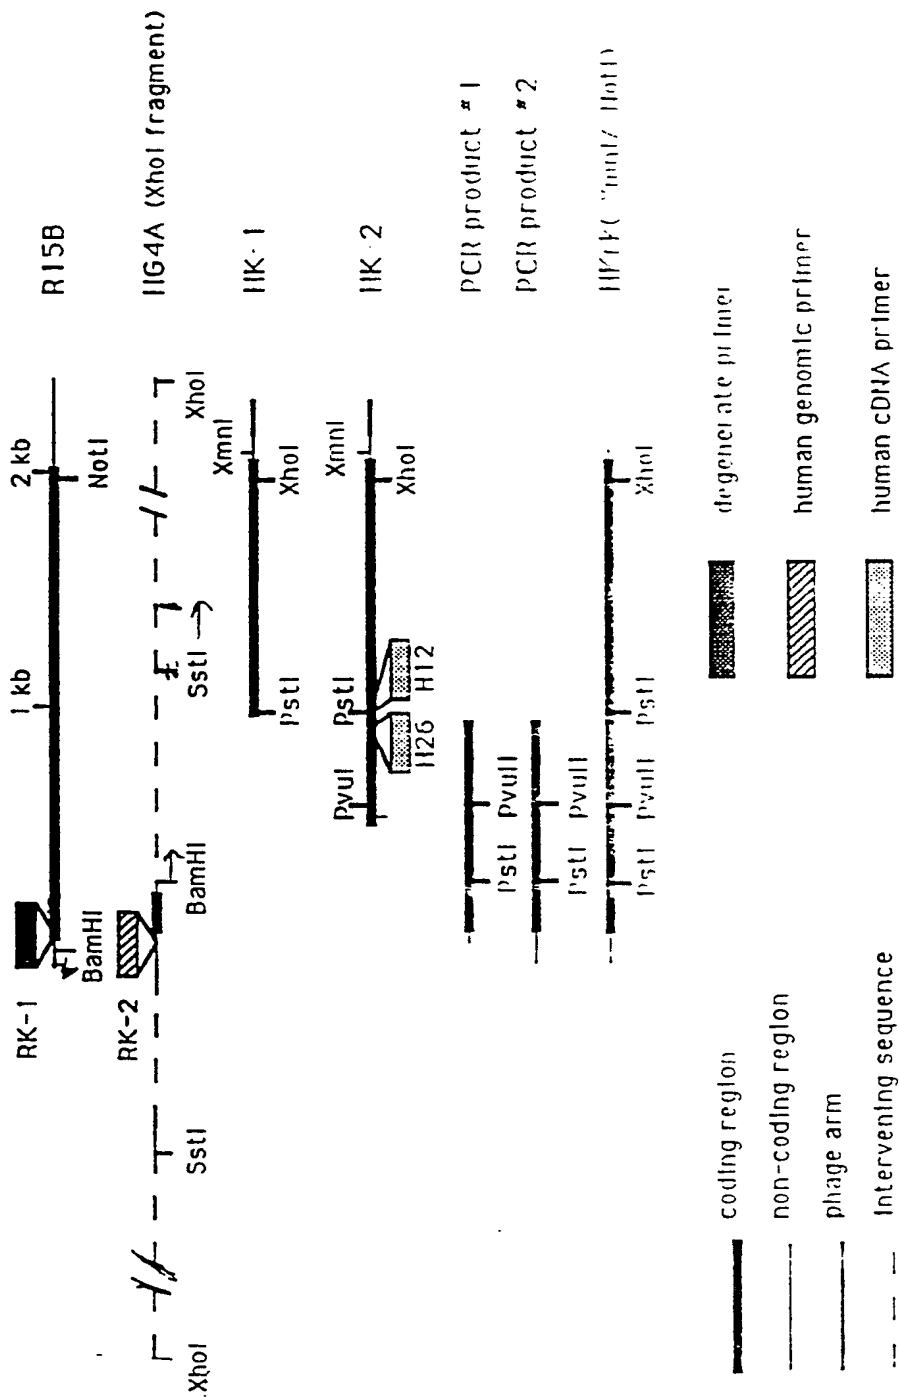 R15B
HG4A (XhoI fragment)
HK-1
HK-2
PCR product #1
PCR product #2
RK-1
BamHI
1 kb
2 kb
NotI
RK-2
XhoI
SstI
BamHI
SstI
XhoI
PstI
XmnI
XhoI
PvuI
PstI
H26
H12
XmnI
XhoI
PstI
PvuII
PstI
PvuII
PstI
PvuII
PstI
XhoI
coding region
non-coding region
phage arm
Intervening sequence
degenerate primer
human genomic primer
human cDNA primer